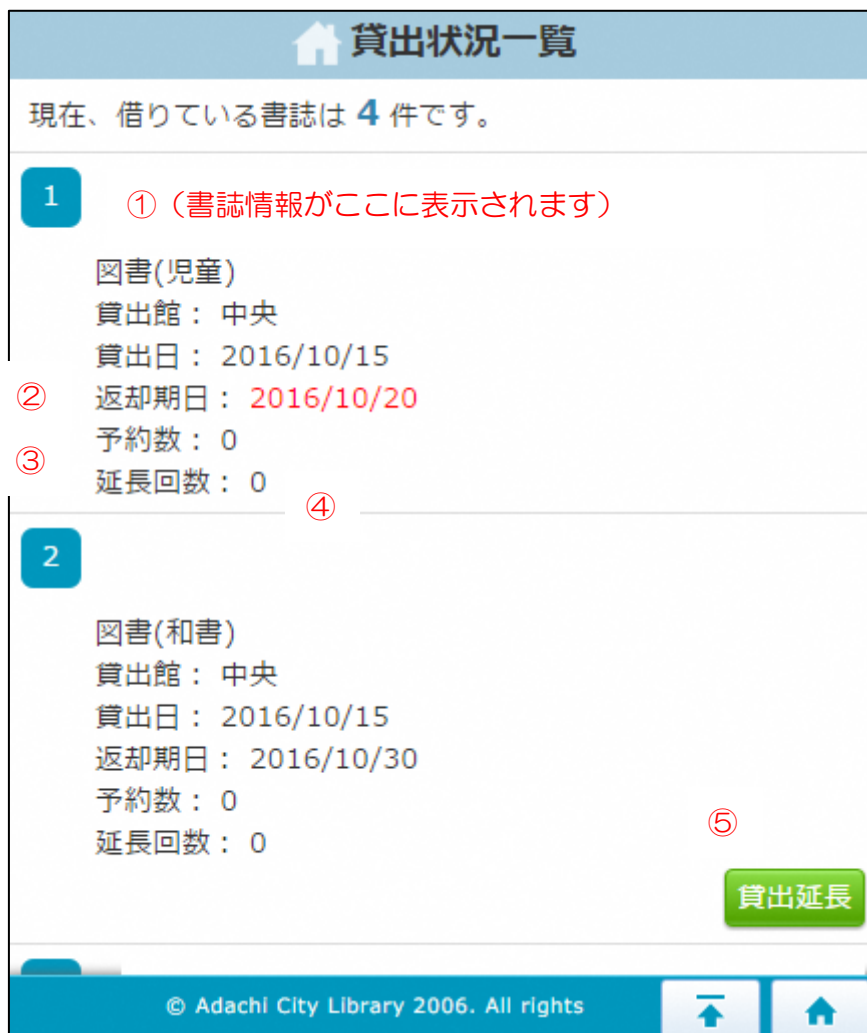 貸出状況一覧
現在、借りている書誌は 4 件です。
1
①（書誌情報がここに表示されます）
図書(児童)
貸出館： 中央
貸出日： 2016/10/15
② 返却期日： 2016/10/20
予約数： 0
③
延長回数： 0
④
2
図書(和書)
貸出館： 中央
貸出日： 2016/10/15
返却期日： 2016/10/30
予約数： 0
⑤
延長回数： 0
貸出延長
© Adachi City Library 2006. All rights